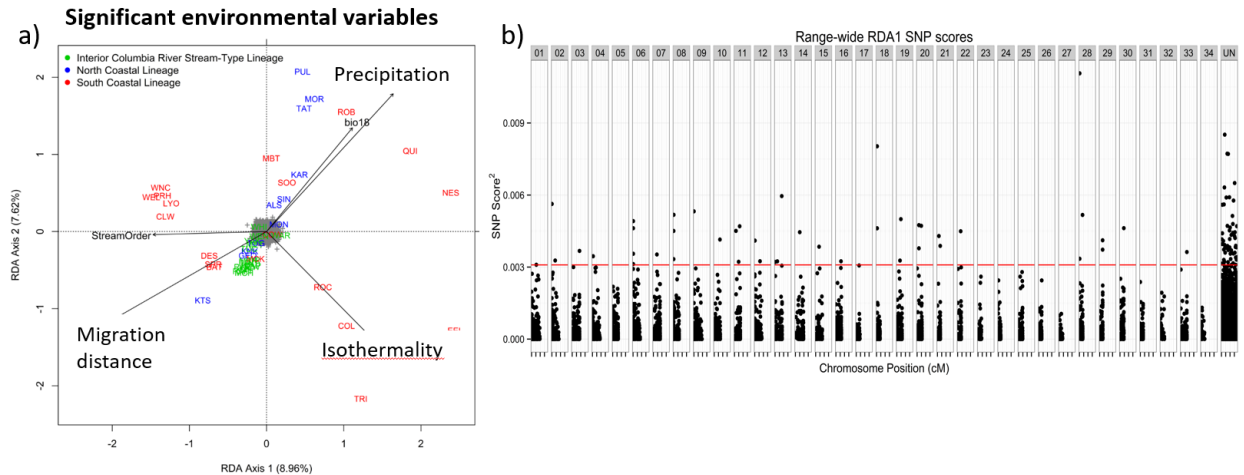 Significant environmental variables
a)
Interior Columbia River Stream-Type Lineage
North Coastal Lineage
South Coastal Lineage
PUL
Precipitation
MOR
TAT
ROB
bio18
QUI
MBT
KAR
SOO
NES
WNC
SIN
LYO
ALS
CLW
MON
StreamOrder
TOG
KNK
DES
KTS
ROC
COL
Migration
distance
Isothermality
TRI
2
1
0
-1
-2
RDA Axis 2 (7.62%)
-2 -1 0 1 2
RDA Axis 1 (8.96%)
b)
Range-wide RDA1 SNP scores
01 02 03 04 05 06 07 08 09 10 11 12 13 14 15 16 17 18 19 20 21 22 23 24 25 26 27 28 29 30 31 32 33 34 UN
0.009
0.006
0.003
0.000
SNP Score²
Chromosome Position (cM)